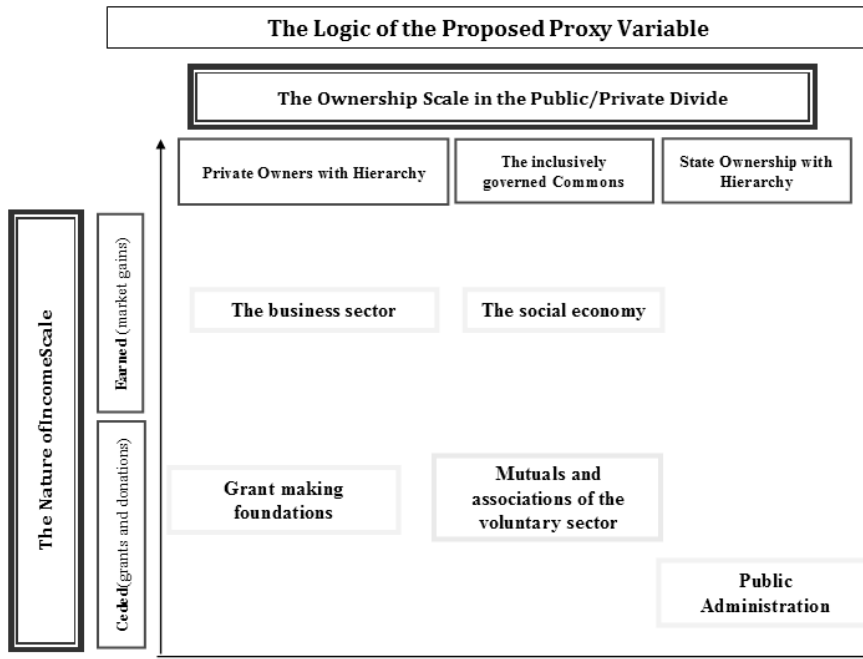 The Logic of the Proposed Proxy Variable
The Ownership Scale in the Public/Private Divide
Private Owners with Hierarchy
The inclusively
governed Commons
State Ownership with
Hierarchy
The Nature ofIncomeScale
Earned (market gains)
The business sector
The social economy
Ceded(grants and donations)
Grant making
foundations
Mutuals and
associations of the
voluntary sector
Public
Administration